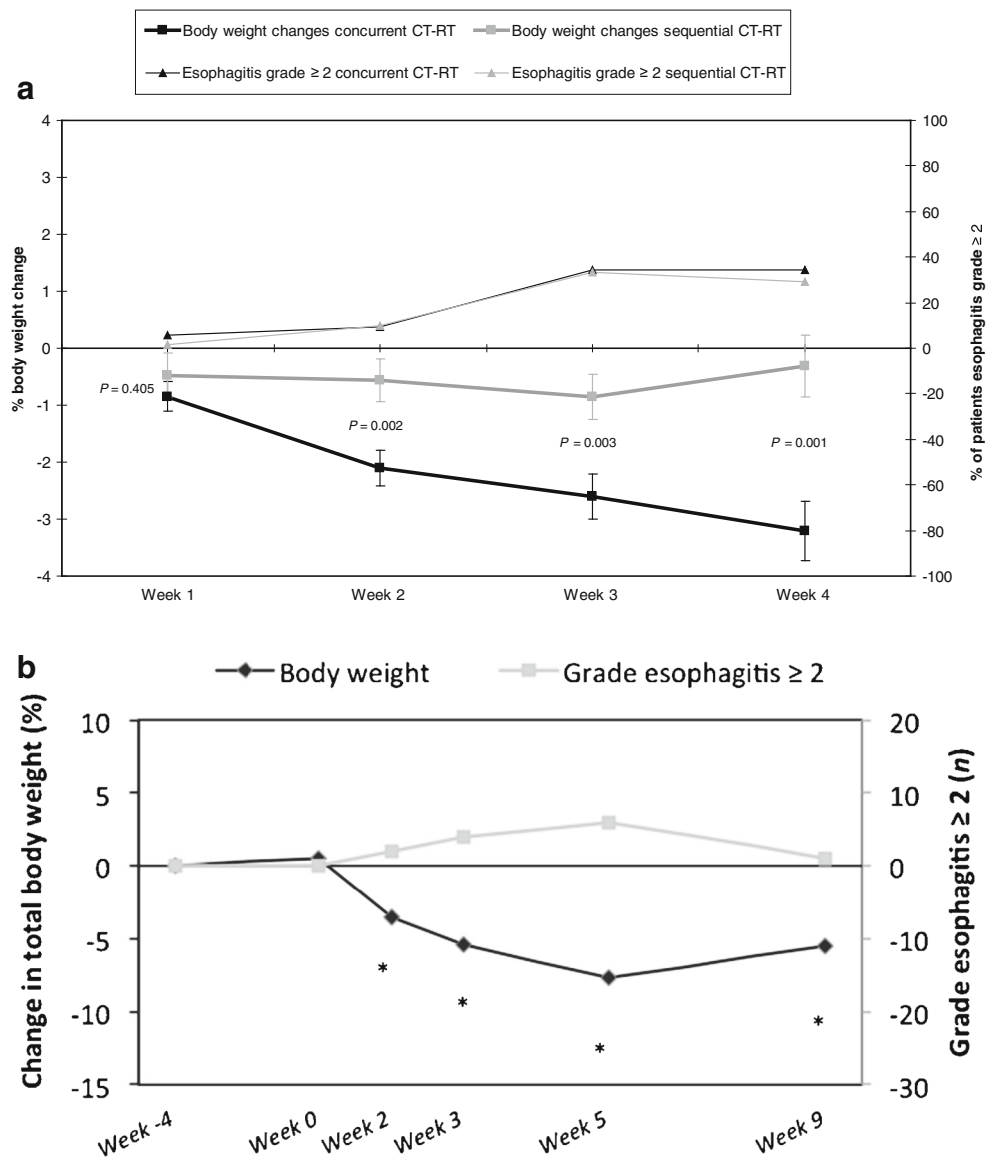 Body weight changes concurrent CT-RT Body weight changes sequential CT-RT
Esophagitis grade ≥ 2 concurrent CT-RT Esophagitis grade ≥ 2 sequential CT-RT
a
% body weight change
4
3
2
1
0
-1
-2
-3
-4
100
80
60
40
20
0
-20
-40
-60
-80
-100
% of patients esophagitis grade ≥ 2
P = 0.405
P = 0.002
P = 0.003
P = 0.001
Week 1 Week 2 Week 3 Week 4
b
Body weight Grade esophagitis ≥ 2
Change in total body weight (%)
10
5
0
-5
-10
-15
20
10
0
-10
-20
-30
Grade esophagitis ≥ 2 (n)
* * * *
Week -4 Week 0 Week 2 Week 3 Week 5 Week 9